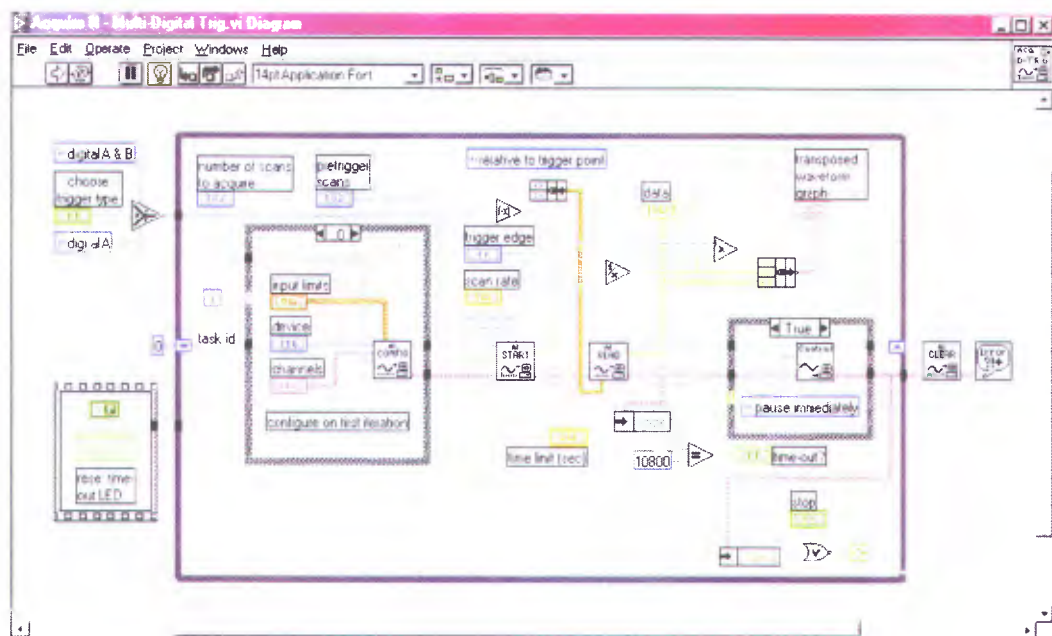 Acquire N - Multi-Digital Trig.vi Diagram
File Edit Operate Project Windows Help
14pt Application Font
digital A & B
choose
trigger type
digital A
number of scans
to acquire
pretrigger
scans
relative to trigger point
data
transposed
waveform
graph
0
trigger edge
scan rate
input limits
device
channels
configure on first iteration
task id
0
CONFIG
START
READ
True
Control
pause immediately
CLEAR
Error
time limit (sec)
10800
time-out ?
reset time-
out LED
stop